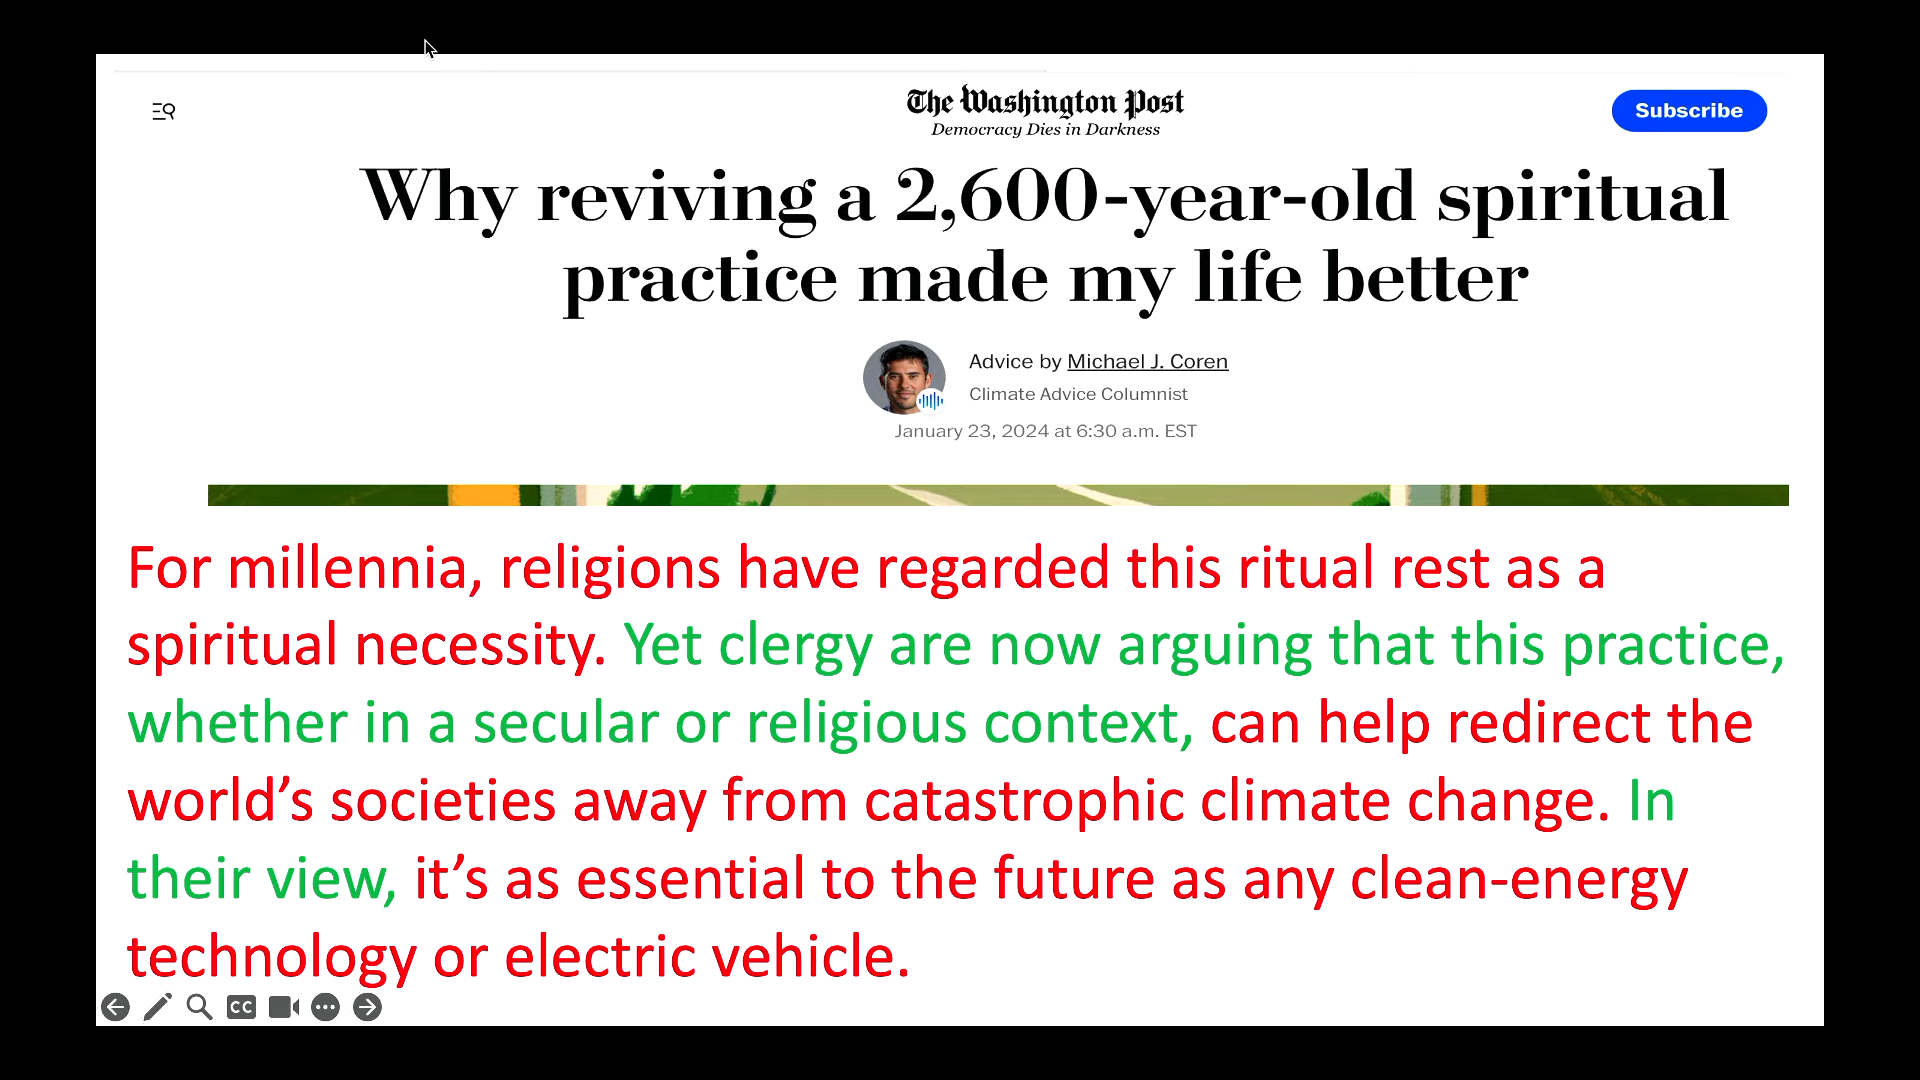 The Washington Post
Democracy Dies in Darkness
Subscribe
Why reviving a 2,600-year-old spiritual
practice made my life better
Advice by Michael J. Coren
Climate Advice Columnist
January 23, 2024 at 6:30 a.m. EST
For millennia, religions have regarded this ritual rest as a
spiritual necessity. Yet clergy are now arguing that this practice,
whether in a secular or religious context, can help redirect the
world’s societies away from catastrophic climate change. In
their view, it’s as essential to the future as any clean-energy
technology or electric vehicle.
CC